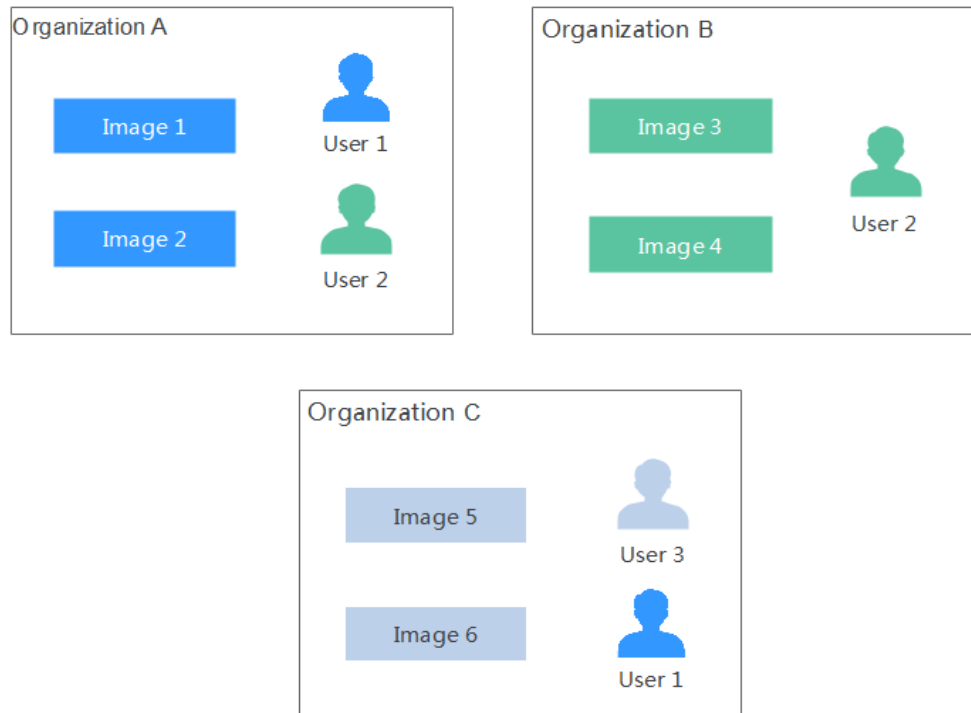 Organization A
Image 1
User 1
Image 2
User 2
Organization B
Image 3
User 2
Image 4
Organization C
Image 5
User 3
Image 6
User 1